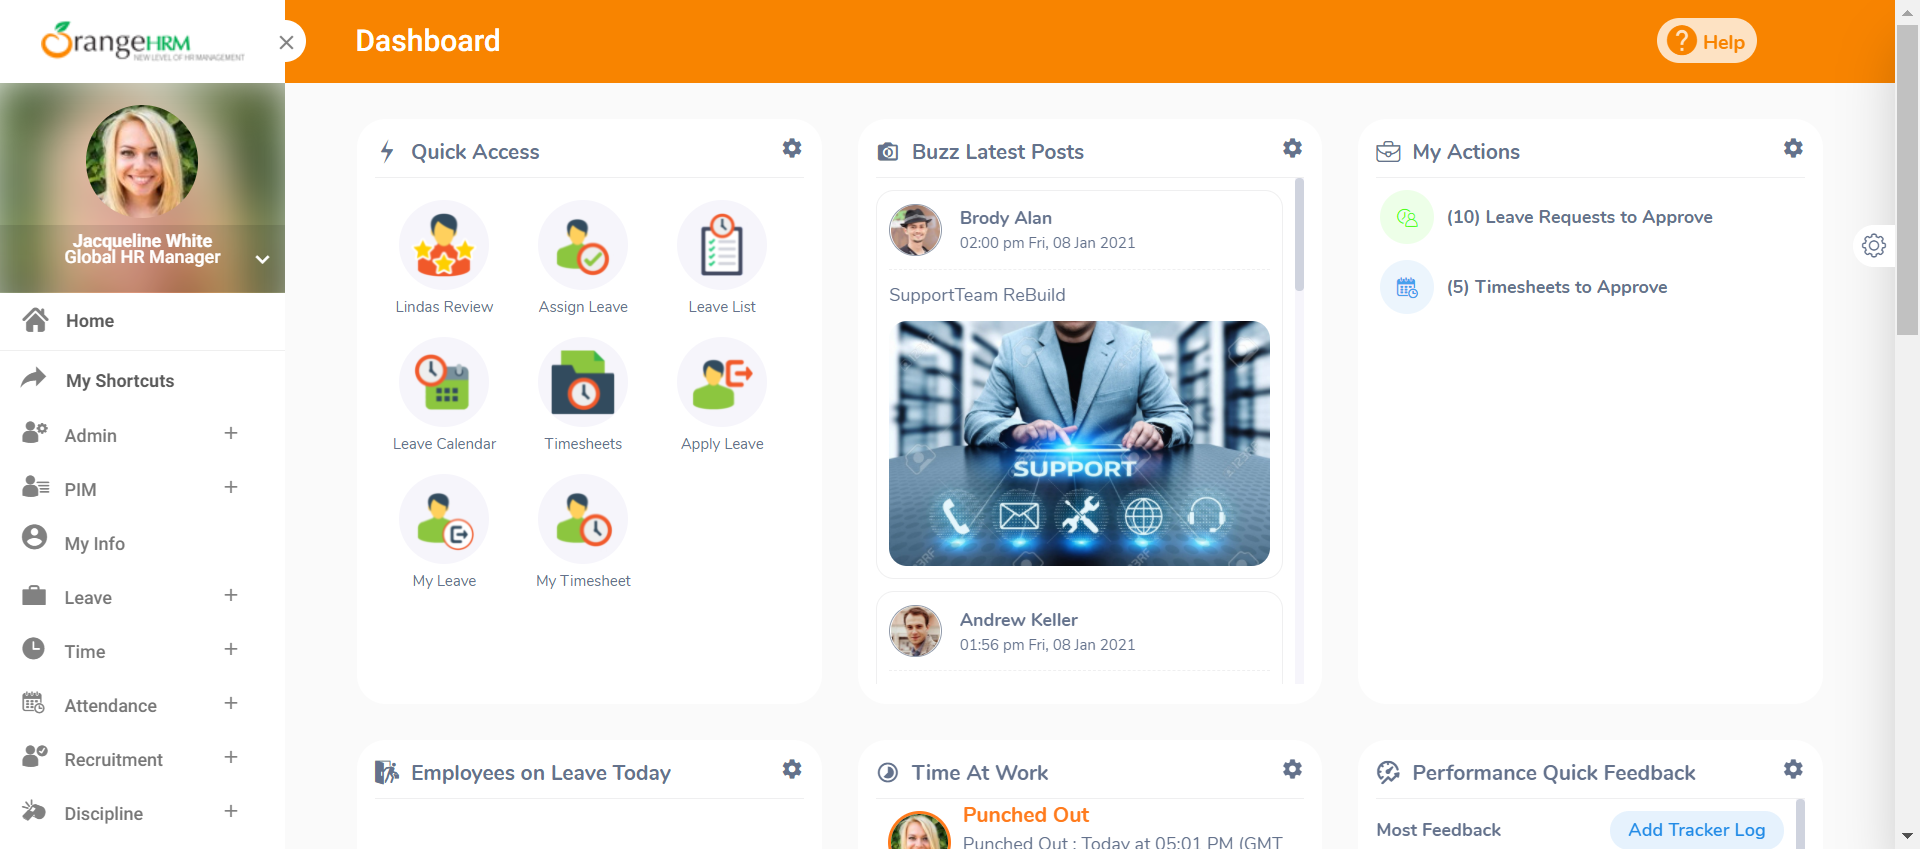 OrangeHRM
NEW LEVEL OF HR MANAGEMENT
Dashboard
? Help
Jacqueline White
Global HR Manager
Home
My Shortcuts
Admin +
PIM +
My Info
Leave +
Time +
Attendance +
Recruitment +
Discipline +
Quick Access
Lindas Review
Assign Leave
Leave List
Leave Calendar
Timesheets
Apply Leave
My Leave
My Timesheet
Buzz Latest Posts
Brody Alan
02:00 pm Fri, 08 Jan 2021
SupportTeam ReBuild
SUPPORT
Andrew Keller
01:56 pm Fri, 08 Jan 2021
My Actions
(10) Leave Requests to Approve
(5) Timesheets to Approve
Employees on Leave Today
Time At Work
Punched Out
Punched Out : Today at 05:01 PM (GMT
Performance Quick Feedback
Most Feedback
Add Tracker Log